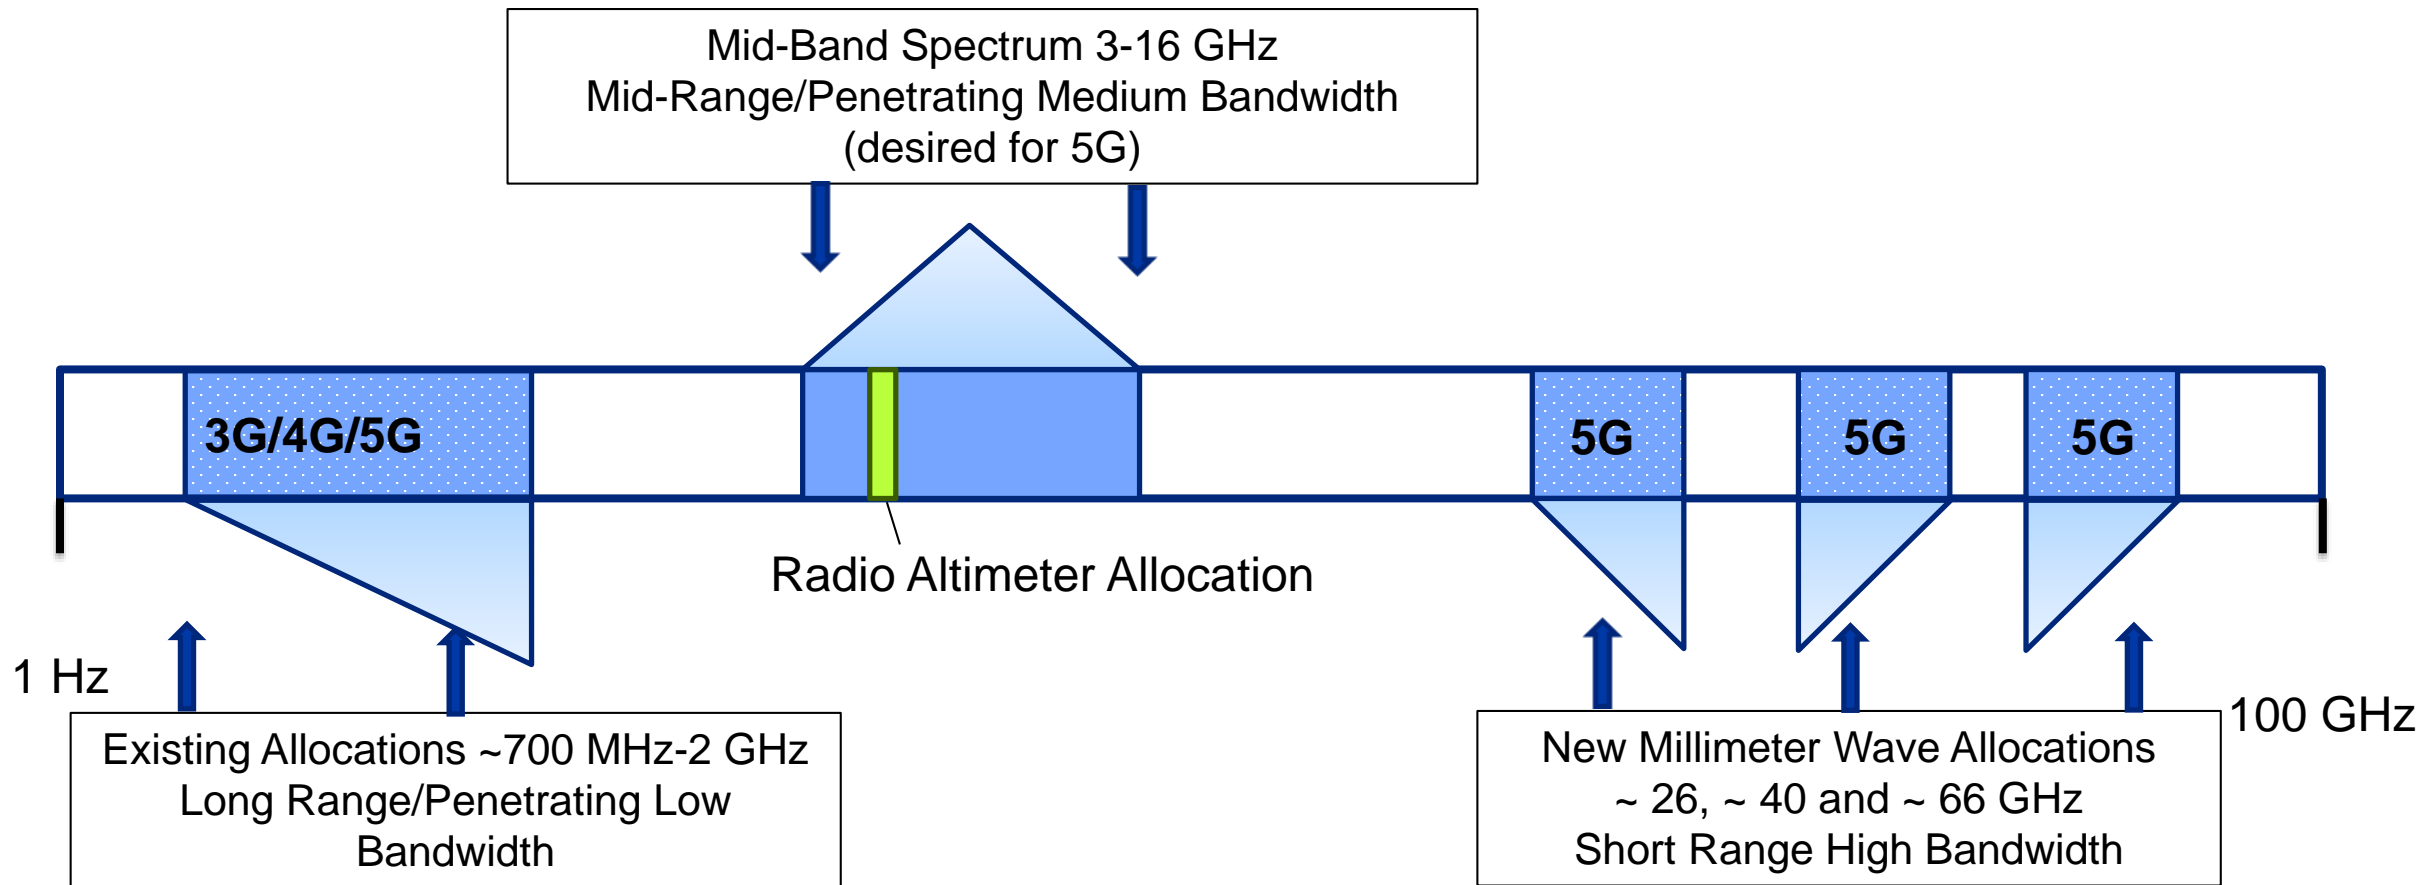 Mid-Band Spectrum 3-16 GHz
Mid-Range/Penetrating Medium Bandwidth
(desired for 5G)
3G/4G/5G
5G
5G
5G
Radio Altimeter Allocation
1 Hz
100 GHz
Existing Allocations ~700 MHz-2 GHz
Long Range/Penetrating Low
Bandwidth
New Millimeter Wave Allocations
~ 26, ~ 40 and ~ 66 GHz
Short Range High Bandwidth